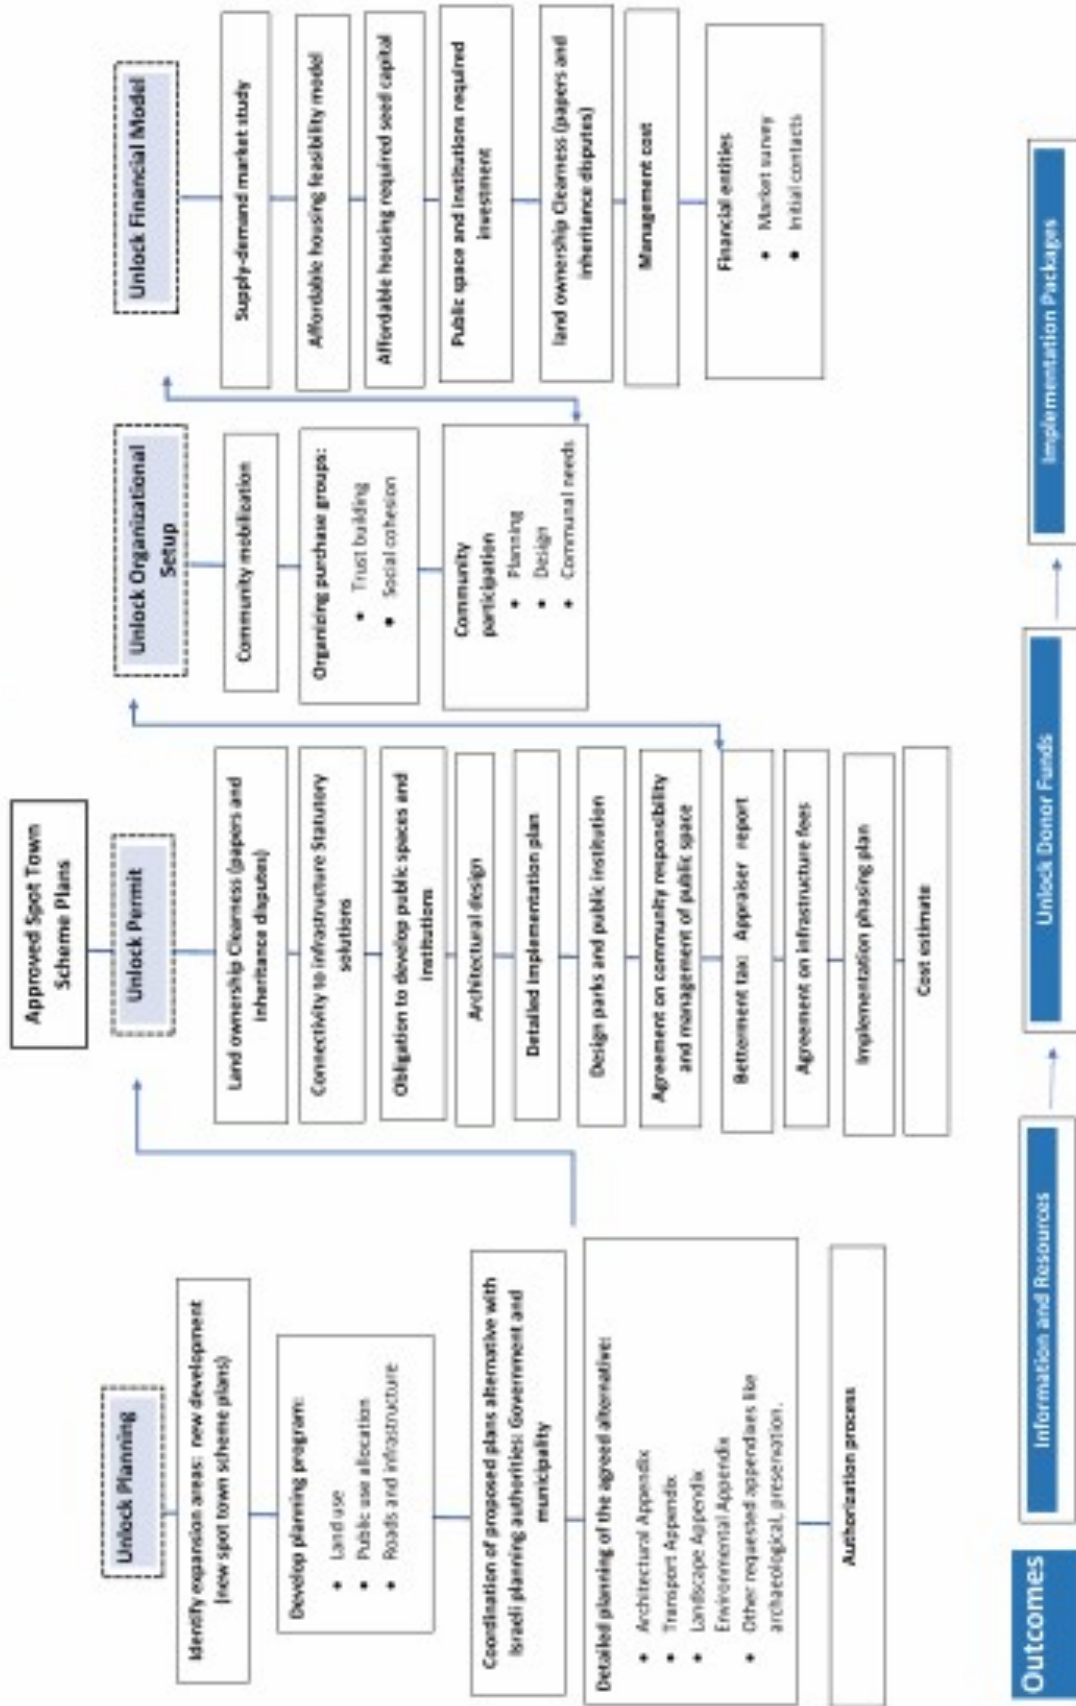 Approved Spot Town
Scheme Plans
Unlock Planning
Identify expansion areas: new development
(new spot town scheme plans)
Develop planning program:
• Land use
• Public use allocation
• Roads and infrastructure
Coordination of proposed plans alternative with
Israeli planning authorities: Government and
municipality
Detailed planning of the agreed alternative:
• Architectural Appendix
• Transport Appendix
• Landscape Appendix
Environmental Appendix
• Other requested appendixes like
archaeological, preservation.
Authorization process
Unlock Permit
Land ownership Clearness (papers and
inheritance disputes)
Connectivity to infrastructure Statutory
solutions
Obligation to develop public spaces and
institutions
Architectural design
Detailed implementation plan
Design parks and public institution
Agreement on community responsibility
and management of public space
Betterment tax: Appraiser report
Agreement on infrastructure fees
Implementation phasing plan
Cost estimate
Unlock Organizational
Setup
Community mobilization
Organizing purchase groups:
• Trust building
• Social cohesion
Community
participation
• Planning
• Design
• Communal needs
Unlock Financial Model
Supply-demand market study
Affordable housing feasibility model
Affordable housing required seed capital
Public space and institutions required
investment
land ownership Clearness (papers and
inheritance disputes)
Management cost
Financial entities
• Market survey
• Initial contacts
Outcomes
Information and Resources
Unlock Donor Funds
Implementation Packages